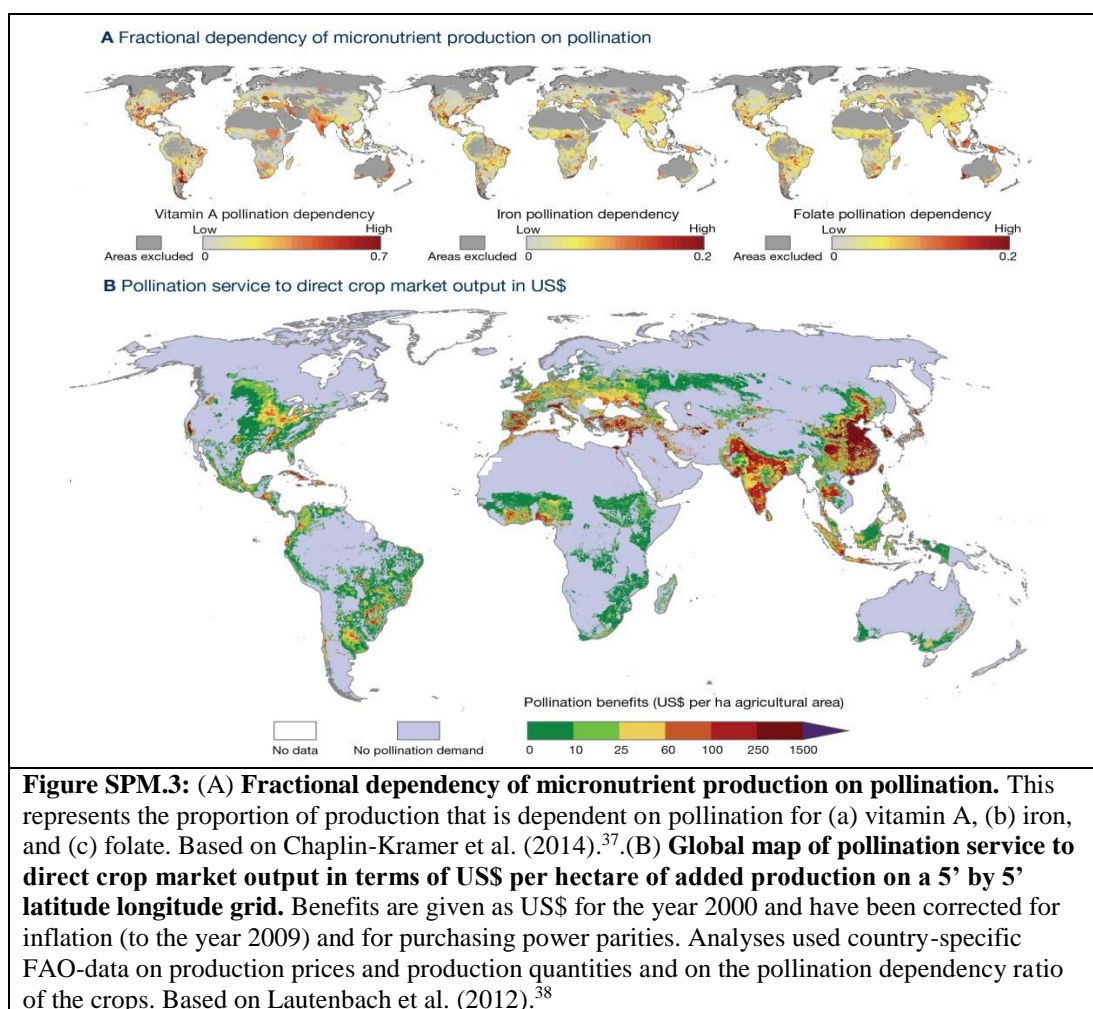 A Fractional dependency of micronutrient production on pollination
Vitamin A pollination dependency
Low High
Areas excluded 0 0.7
Iron pollination dependency
Low High
Areas excluded 0 0.2
Folate pollination dependency
Low High
Areas excluded 0 0.2
B Pollination service to direct crop market output in US$
Pollination benefits (US$ per ha agricultural area)
No data No pollination demand 0 10 25 60 100 250 1500
Figure SPM.3: (A) Fractional dependency of micronutrient production on pollination. This
represents the proportion of production that is dependent on pollination for (a) vitamin A, (b) iron,
and (c) folate. Based on Chaplin-Kramer et al. (2014).37.(B) Global map of pollination service to
direct crop market output in terms of US$ per hectare of added production on a 5’ by 5’
latitude longitude grid. Benefits are given as US$ for the year 2000 and have been corrected for
inflation (to the year 2009) and for purchasing power parities. Analyses used country-specific
FAO-data on production prices and production quantities and on the pollination dependency ratio
of the crops. Based on Lautenbach et al. (2012).38